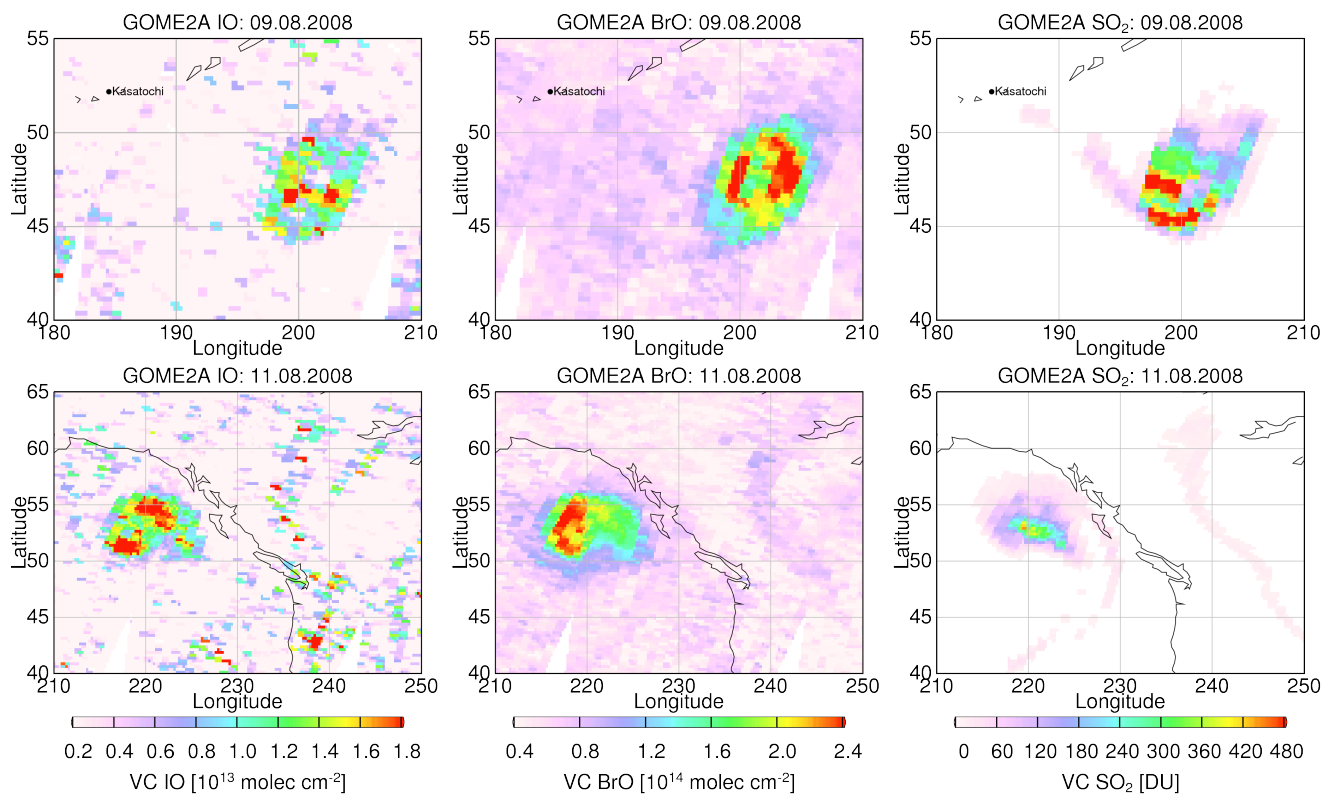 GOME2A IO: 09.08.2008
GOME2A BrO: 09.08.2008
GOME2A SO₂: 09.08.2008
55
50
45
40
Latitude
Kasatochi
180 190 200 210
Longitude
55
50
45
40
Latitude
Kasatochi
180 190 200 210
Longitude
55
50
45
40
Latitude
Kasatochi
180 190 200 210
Longitude
GOME2A IO: 11.08.2008
GOME2A BrO: 11.08.2008
GOME2A SO₂: 11.08.2008
65
60
55
50
45
40
Latitude
210 220 230 240 250
Longitude
65
60
55
50
45
40
Latitude
210 220 230 240 250
Longitude
65
60
55
50
45
40
Latitude
210 220 230 240 250
Longitude
0.2 0.4 0.6 0.8 1.0 1.2 1.4 1.6 1.8
VC IO [10¹³ molec cm⁻²]
0.4 0.8 1.2 1.6 2.0 2.4
VC BrO [10¹⁴ molec cm⁻²]
0 60 120 180 240 300 360 420 480
VC SO₂ [DU]